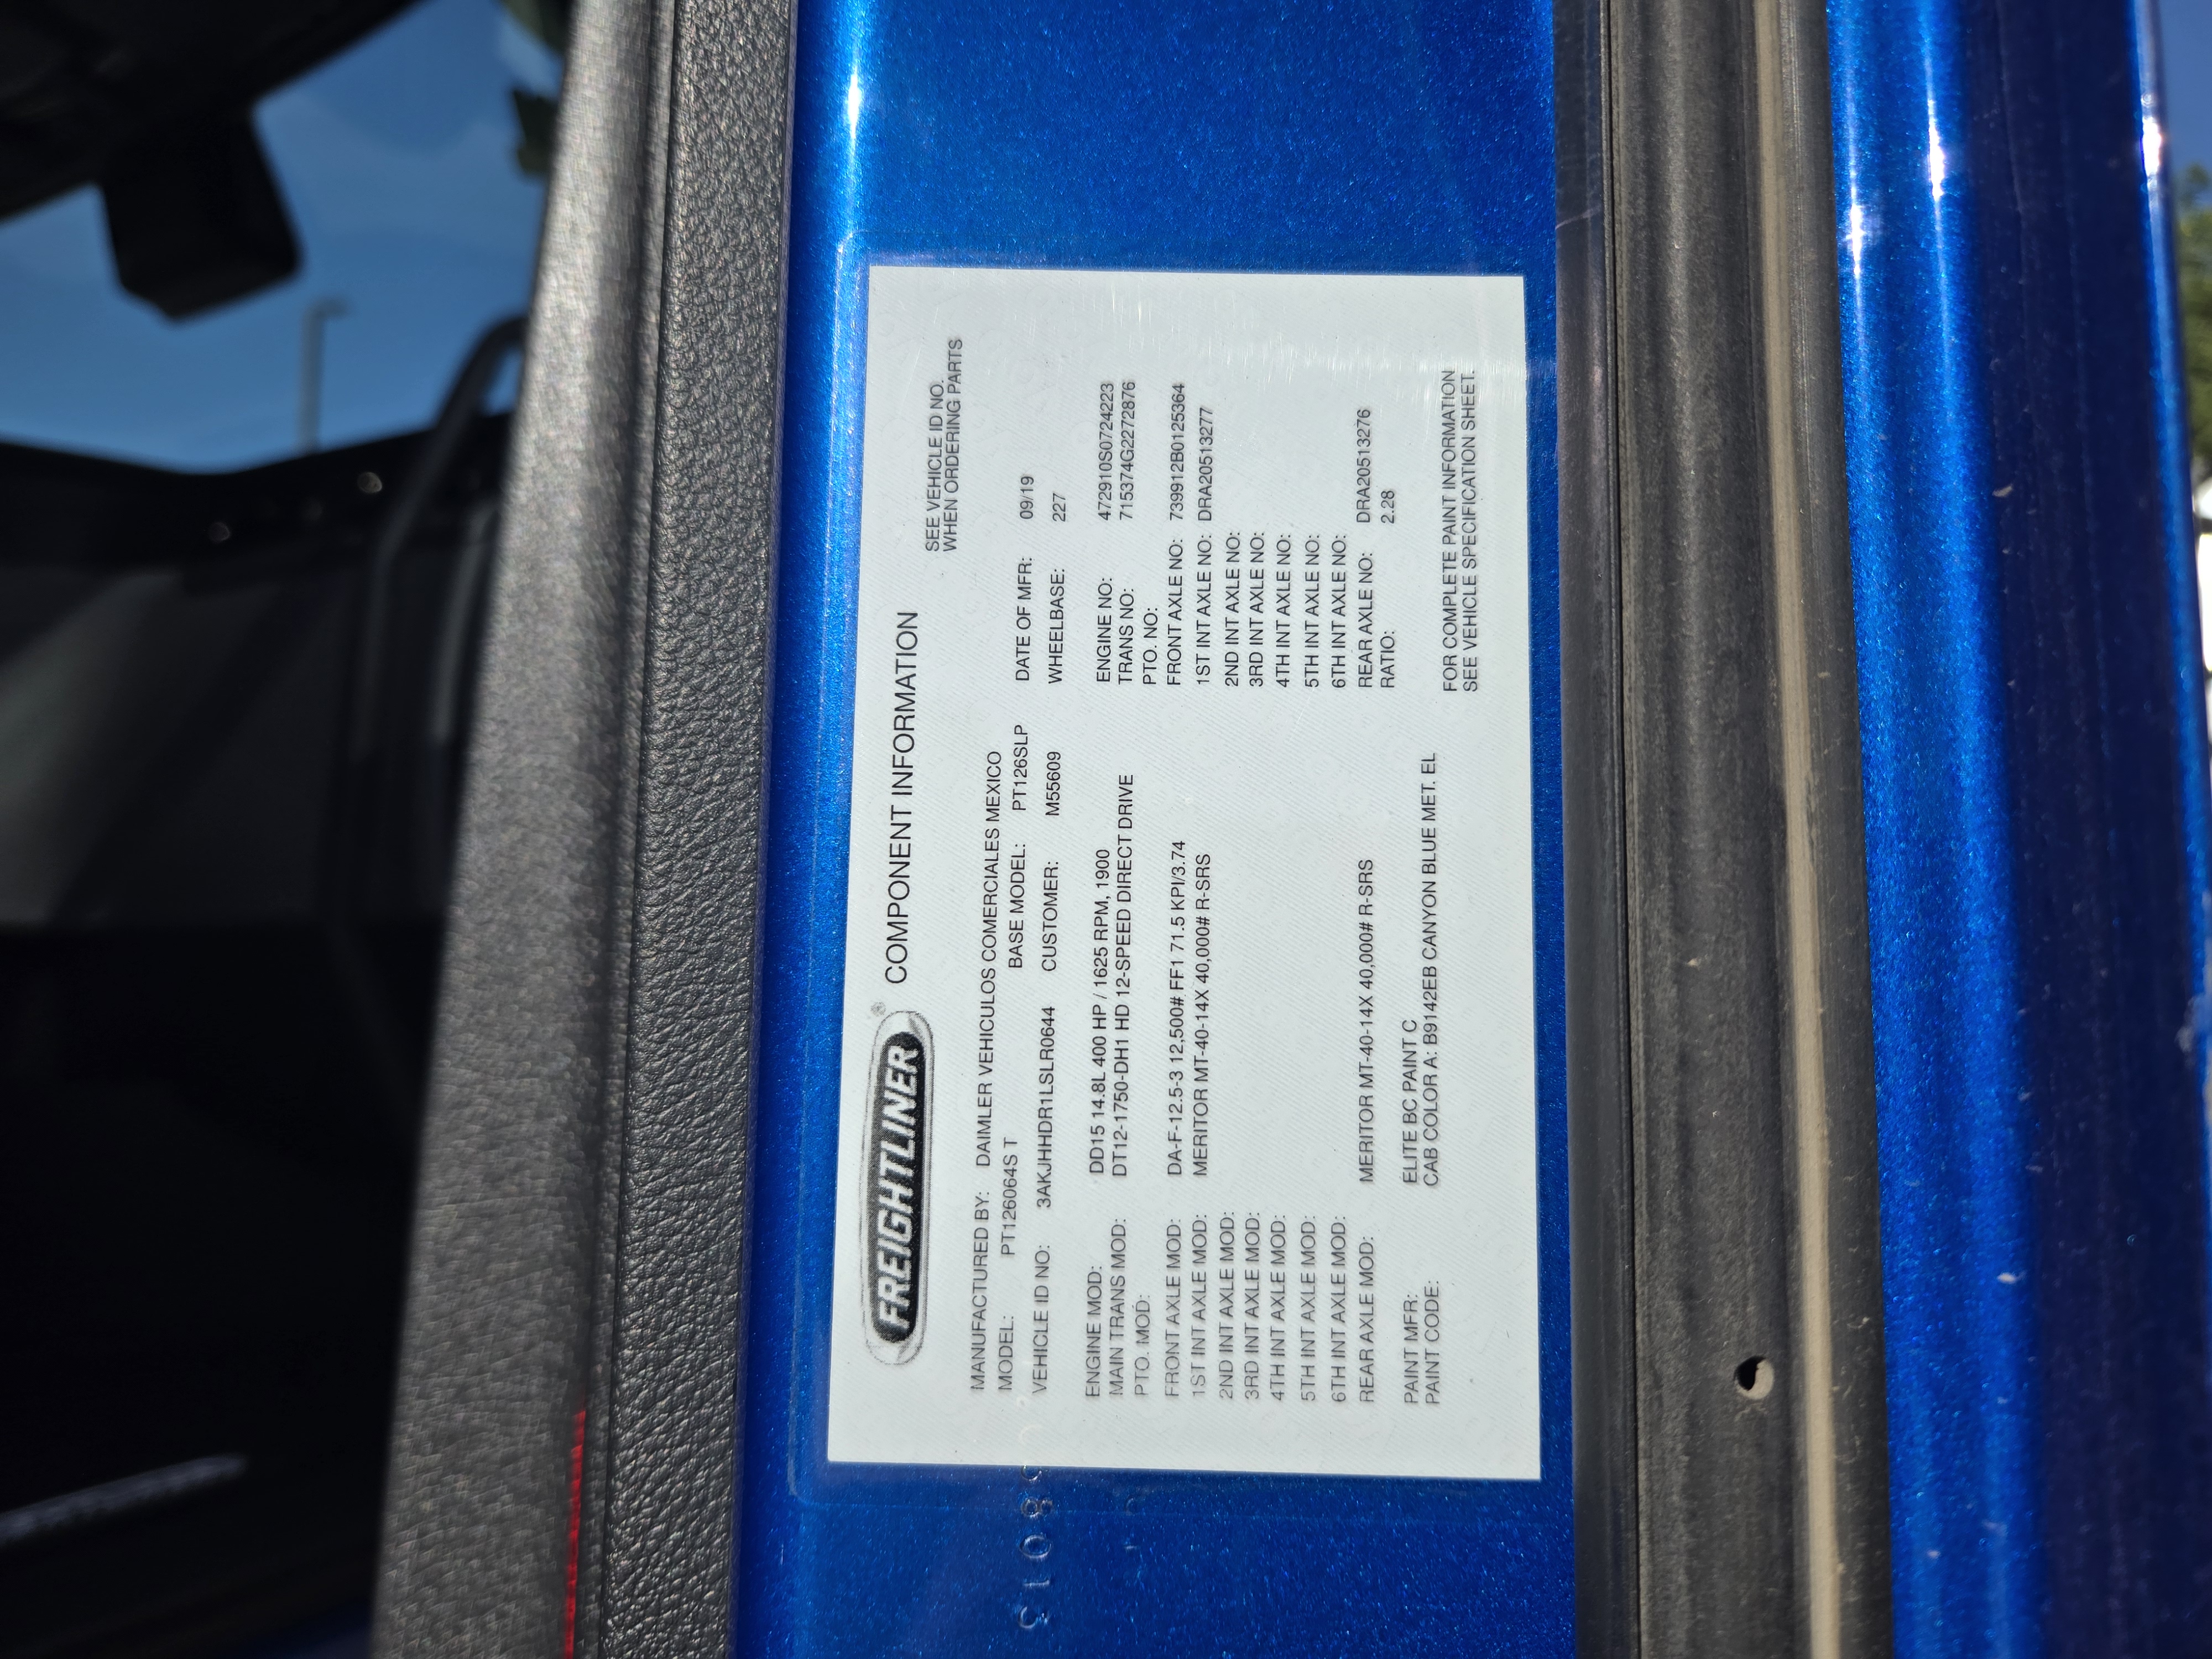 FREIGHTLINER® COMPONENT INFORMATION
SEE VEHICLE ID NO.
WHEN ORDERING PARTS
MANUFACTURED BY: DAIMLER VEHICULOS COMERCIALES MEXICO
MODEL: PT126064S T BASE MODEL: PT126SLP DATE OF MFR: 09/19
VEHICLE ID NO: 3AKJHHDR1LSLR0644 CUSTOMER: M55609 WHEELBASE: 227
ENGINE MOD: DD15 14.8L 400 HP / 1625 RPM, 1900 ENGINE NO: 472910S0724223
MAIN TRANS MOD: DT12-1750-DH1 HD 12-SPEED DIRECT DRIVE TRANS NO: 715374G2272876
PTO. MOD: PTO. NO:
FRONT AXLE MOD: DA-F-12.5-3 12,500# FF1 71.5 KPI/3.74 FRONT AXLE NO: 739912B0125364
1ST INT AXLE MOD: MERITOR MT-40-14X 40,000# R-SRS 1ST INT AXLE NO: DRA20513277
2ND INT AXLE MOD: 2ND INT AXLE NO:
3RD INT AXLE MOD: 3RD INT AXLE NO:
4TH INT AXLE MOD: 4TH INT AXLE NO:
5TH INT AXLE MOD: 5TH INT AXLE NO:
6TH INT AXLE MOD: 6TH INT AXLE NO:
REAR AXLE MOD: MERITOR MT-40-14X 40,000# R-SRS REAR AXLE NO: DRA20513276
RATIO: 2.28
PAINT MFR: ELITE BC PAINT C
PAINT CODE: CAB COLOR A: B9142EB CANYON BLUE MET. EL
FOR COMPLETE PAINT INFORMATION
SEE VEHICLE SPECIFICATION SHEET.